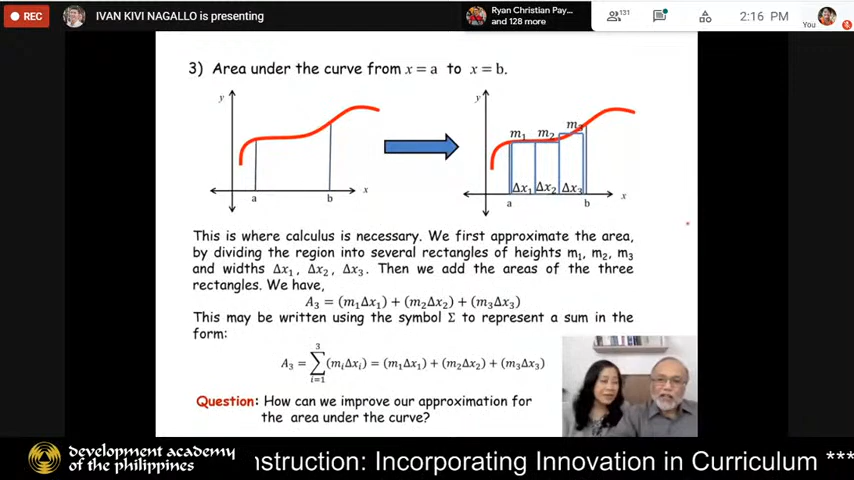 REC
IVAN KIVI NAGALLO is presenting
Ryan Christian Pay...
and 128 more
131
2:16 PM
You
3) Area under the curve from x = a to x = b.
y
x
a
b
y
m₁
m₂
Δx₁
Δx₂
Δx₃
x
a
b
This is where calculus is necessary. We first approximate the area,
by dividing the region into several rectangles of heights m₁, m₂, m₃
and widths Δx₁, Δx₂, Δx₃. Then we add the areas of the three
rectangles. We have,
A₃ = (m₁Δx₁) + (m₂Δx₂) + (m₃Δx₃)
This may be written using the symbol Σ to represent a sum in the
form:
A₃ = ∑³ᵢ₌₁ (mᵢΔxᵢ) = (m₁Δx₁) + (m₂Δx₂) + (m₃Δx₃)
Question: How can we improve our approximation for
the area under the curve?
development academy
of the philippines
nstruction: Incorporating Innovation in Curriculum ***